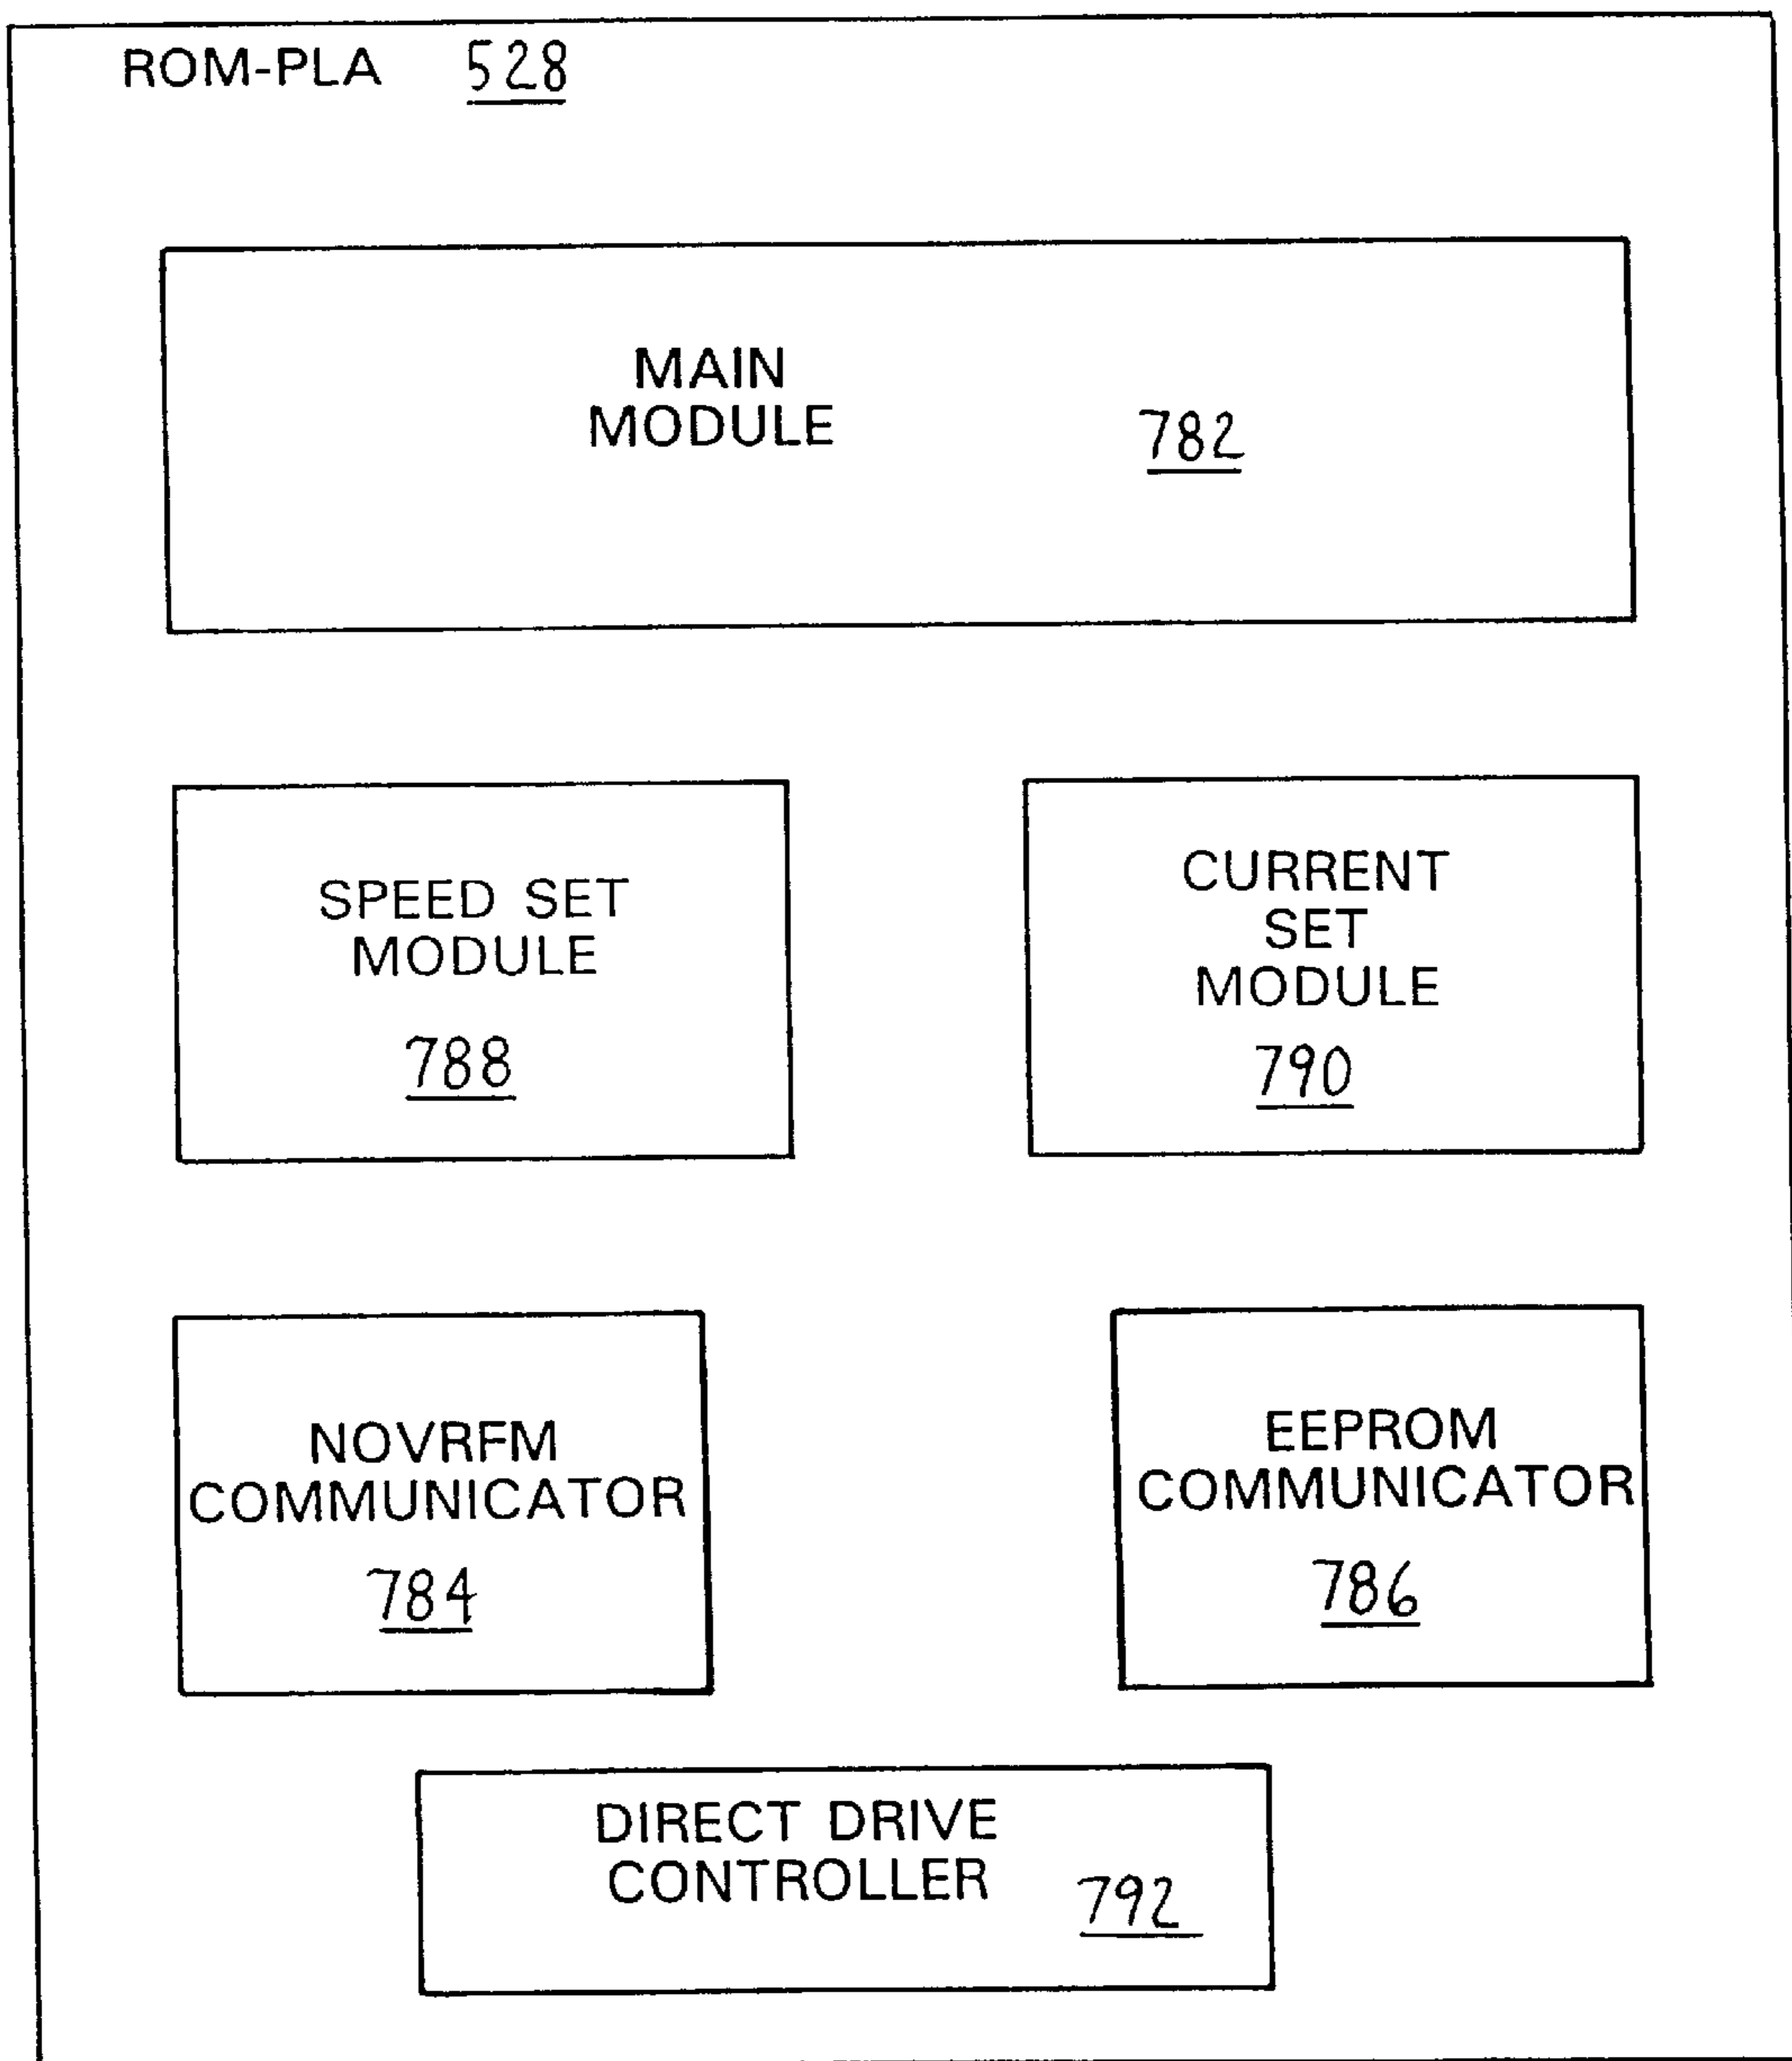 ROM-PLA 528
MAIN
MODULE 782
SPEED SET
MODULE
788
CURRENT
SET
MODULE
790
NOVRFM
COMMUNICATOR
784
EEPROM
COMMUNICATOR
786
DIRECT DRIVE
CONTROLLER 792